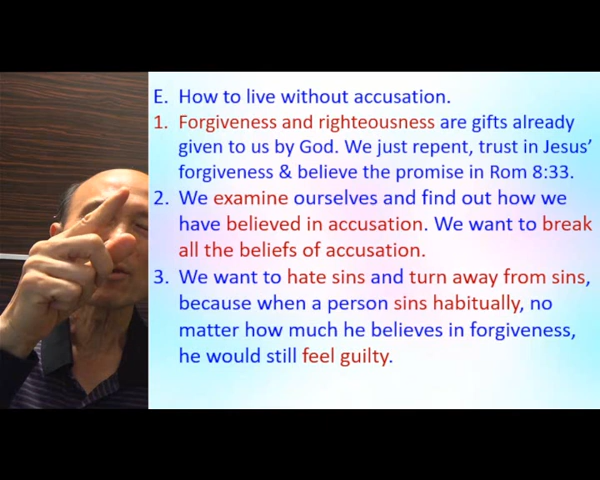 E. How to live without accusation.
1. Forgiveness and righteousness are gifts already
given to us by God. We just repent, trust in Jesus'
forgiveness & believe the promise in Rom 8:33.
2. We examine ourselves and find out how we
have believed in accusation. We want to break
all the beliefs of accusation.
3. We want to hate sins and turn away from sins,
because when a person sins habitually, no
matter how much he believes in forgiveness,
he would still feel guilty.